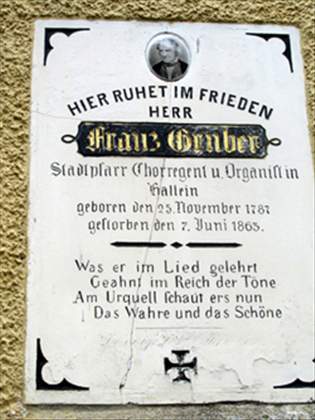 HIER RUHET IM FRIEDEN
HERR
Franz Gruber
Stadtpfarr Chorregent u. Organist in
Hallein
geboren den 25. November 1787
gestorben den 7. Juni 1863.
Was er im Lied gelehrt
Geahnt im Reich der Töne
Am Urquell schaut ers nun
Das Wahre und das Schöne